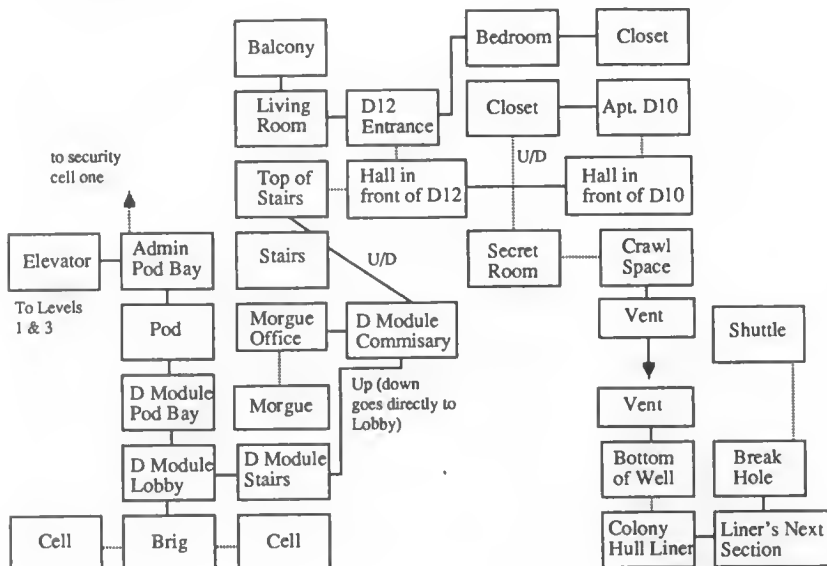 Balcony
Bedroom
Closet
Living
Room
D12
Entrance
Closet
Apt. D10
to security
cell one
U/D
Top of
Stairs
Hall in
front of D12
Hall in
front of D10
Elevator
Admin
Pod Bay
Stairs
U/D
Secret
Room
Crawl
Space
To Levels
1 & 3
Pod
Morgue
Office
D Module
Commisary
Vent
Shuttle
D Module
Pod Bay
Morgue
Up (down
goes directly to
Lobby)
Vent
D Module
Lobby
D Module
Stairs
Bottom
of Well
Break
Hole
Cell
Brig
Cell
Colony
Hull Liner
Liner's Next
Section